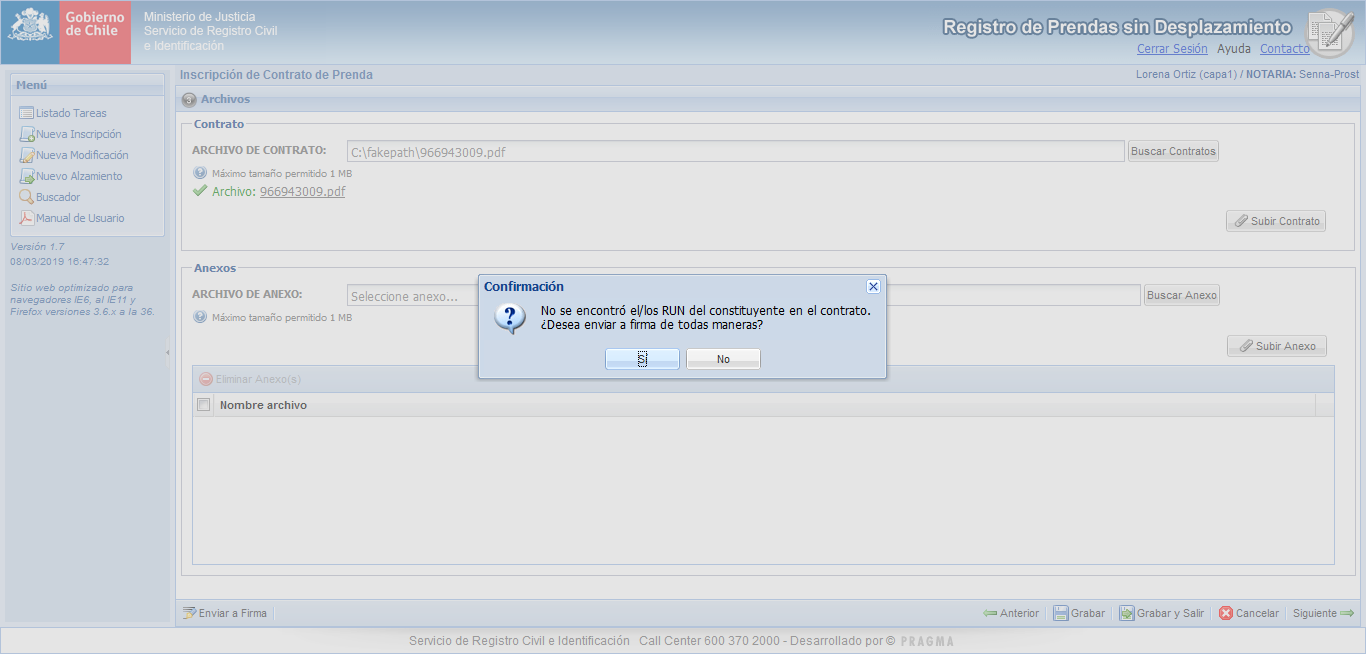 Gobierno
de Chile
Ministerio de Justicia
Servicio de Registro Civil
e Identificación
Registro de Prendas sin Desplazamiento
Cerrar Sesión Ayuda Contacto
Menú
Listado Tareas
Nueva Inscripción
Nueva Modificación
Nuevo Alzamiento
Buscador
Manual de Usuario
Versión 1.7
08/03/2019 16:47:32
Sitio web optimizado para
navegadores IE6, al IE11 y
Firefox versiones 3.6.x a la 36.
Inscripción de Contrato de Prenda
Lorena Ortiz (capa1) / NOTARIA: Senna-Prost
3 Archivos
Contrato
ARCHIVO DE CONTRATO: C:\fakepath\966943009.pdf Buscar Contratos
Máximo tamaño permitido 1 MB
Archivo: 966943009.pdf
Subir Contrato
Anexos
ARCHIVO DE ANEXO: Seleccione anexo... Buscar Anexo
Máximo tamaño permitido 1 MB
Subir Anexo
Confirmación
No se encontró el/los RUN del constituyente en el contrato.
¿Desea enviar a firma de todas maneras?
Sí No
Eliminar Anexo(s)
Nombre archivo
Enviar a Firma Anterior Grabar Grabar y Salir Cancelar Siguiente
Servicio de Registro Civil e Identificación Call Center 600 370 2000 - Desarrollado por © PRAGMA